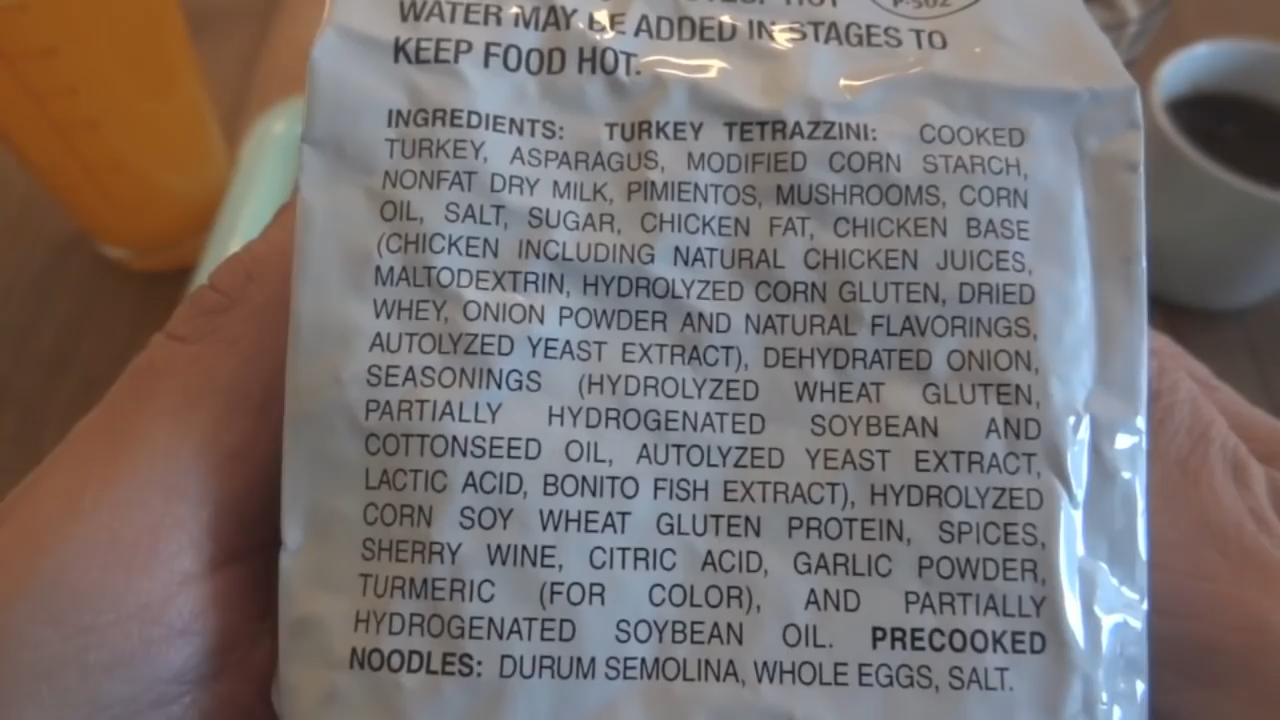 HOT
P-502
WATER MAY BE ADDED IN STAGES TO
KEEP FOOD HOT.
INGREDIENTS: TURKEY TETRAZZINI: COOKED
TURKEY, ASPARAGUS, MODIFIED CORN STARCH,
NONFAT DRY MILK, PIMIENTOS, MUSHROOMS, CORN
OIL, SALT, SUGAR, CHICKEN FAT, CHICKEN BASE
(CHICKEN INCLUDING NATURAL CHICKEN JUICES,
MALTODEXTRIN, HYDROLYZED CORN GLUTEN, DRIED
WHEY, ONION POWDER AND NATURAL FLAVORINGS,
AUTOLYZED YEAST EXTRACT), DEHYDRATED ONION,
SEASONINGS (HYDROLYZED WHEAT GLUTEN,
PARTIALLY HYDROGENATED SOYBEAN AND
COTTONSEED OIL, AUTOLYZED YEAST EXTRACT,
LACTIC ACID, BONITO FISH EXTRACT), HYDROLYZED
CORN SOY WHEAT GLUTEN PROTEIN, SPICES,
SHERRY WINE, CITRIC ACID, GARLIC POWDER,
TURMERIC (FOR COLOR), AND PARTIALLY
HYDROGENATED SOYBEAN OIL. PRECOOKED
NOODLES: DURUM SEMOLINA, WHOLE EGGS, SALT.